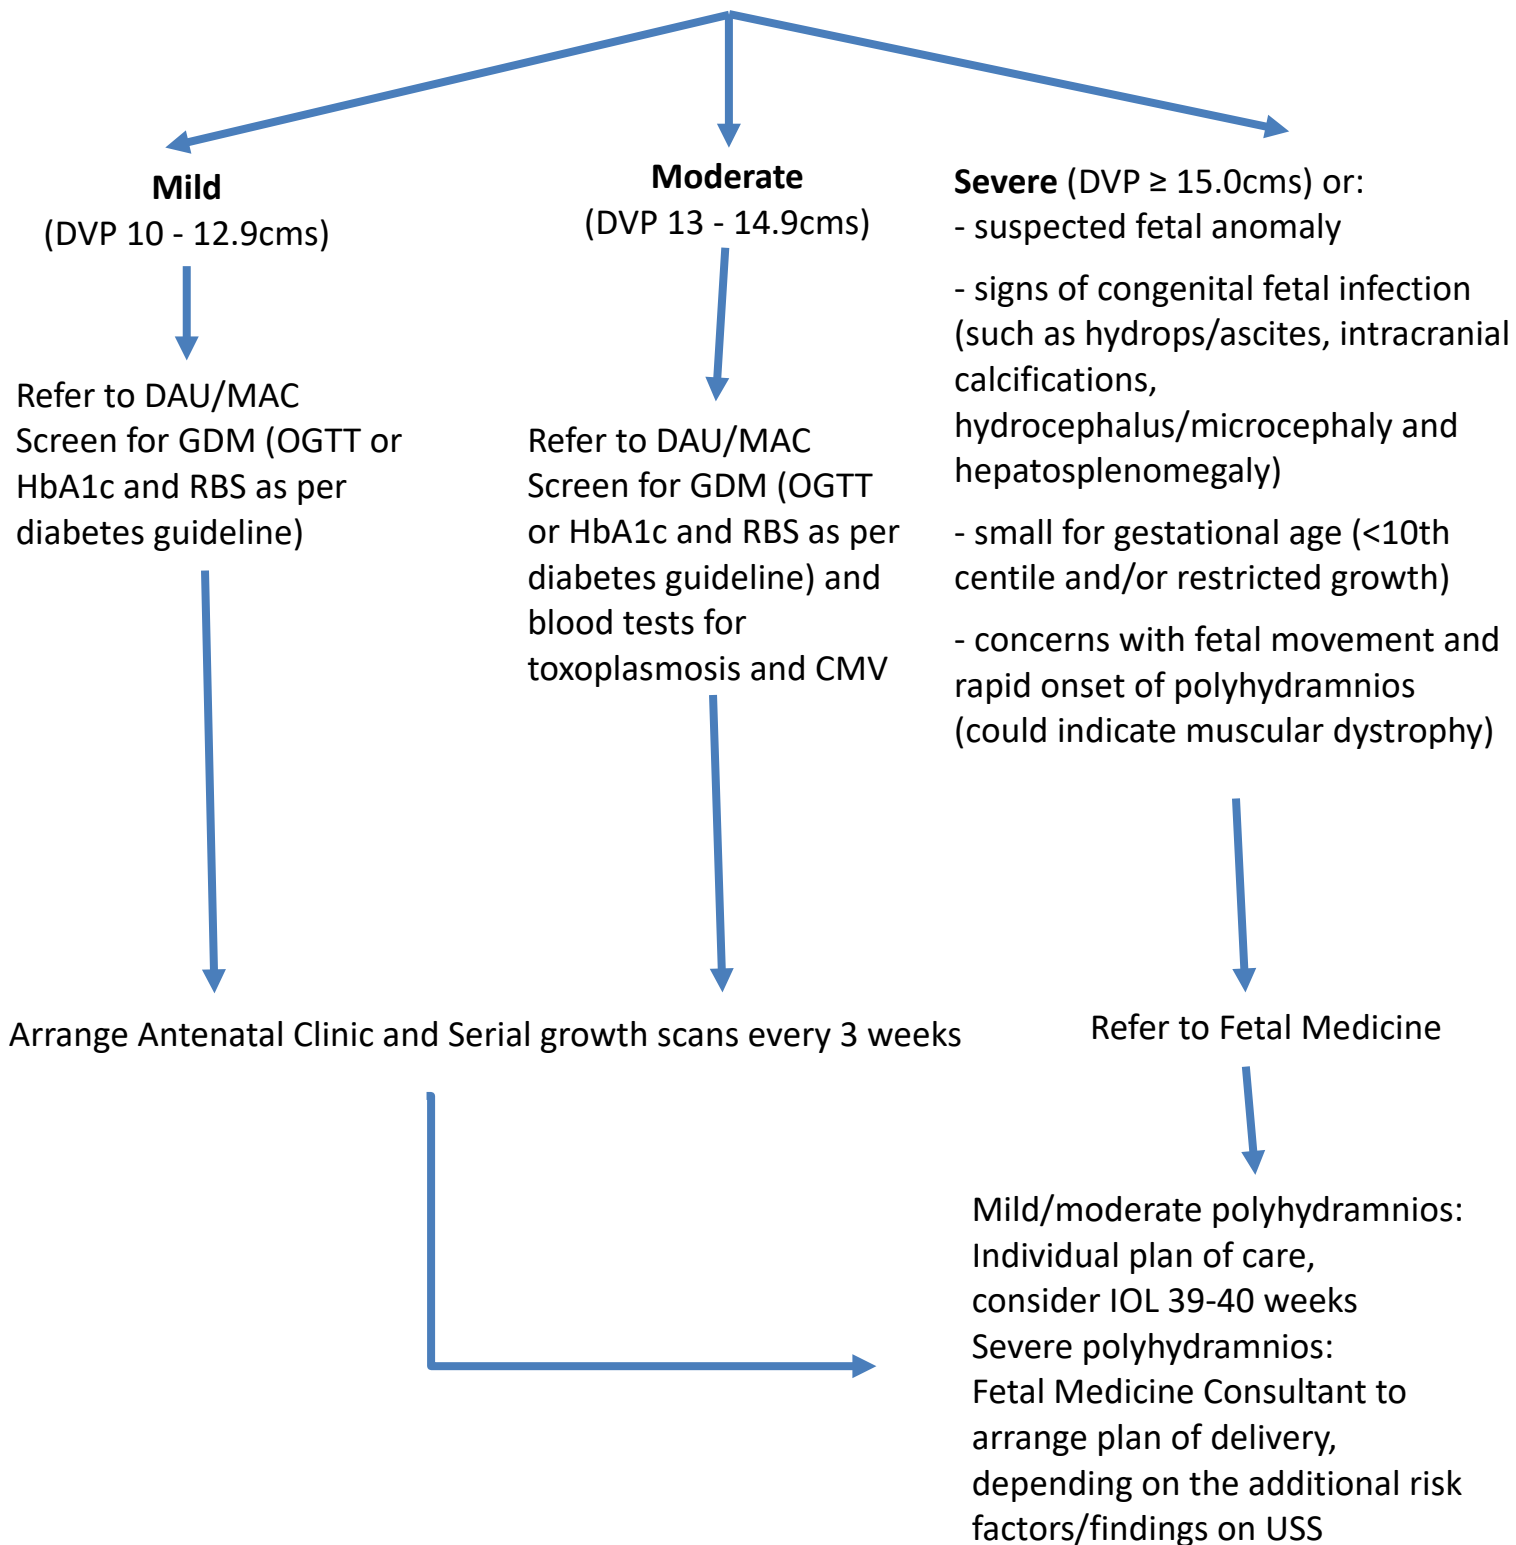 Mild
(DVP 10 - 12.9cms)
Refer to DAU/MAC
Screen for GDM (OGTT or
HbA1c and RBS as per
diabetes guideline)
Moderate
(DVP 13 - 14.9cms)
Refer to DAU/MAC
Screen for GDM (OGTT
or HbA1c and RBS as per
diabetes guideline) and
blood tests for
toxoplasmosis and CMV
Severe (DVP ≥ 15.0cms) or:
- suspected fetal anomaly
- signs of congenital fetal infection
(such as hydrops/ascites, intracranial
calcifications,
hydrocephalus/microcephaly and
hepatosplenomegaly)
- small for gestational age (<10th
centile and/or restricted growth)
- concerns with fetal movement and
rapid onset of polyhydramnios
(could indicate muscular dystrophy)
Arrange Antenatal Clinic and Serial growth scans every 3 weeks
Refer to Fetal Medicine
Mild/moderate polyhydramnios:
Individual plan of care,
consider IOL 39-40 weeks
Severe polyhydramnios:
Fetal Medicine Consultant to
arrange plan of delivery,
depending on the additional risk
factors/findings on USS